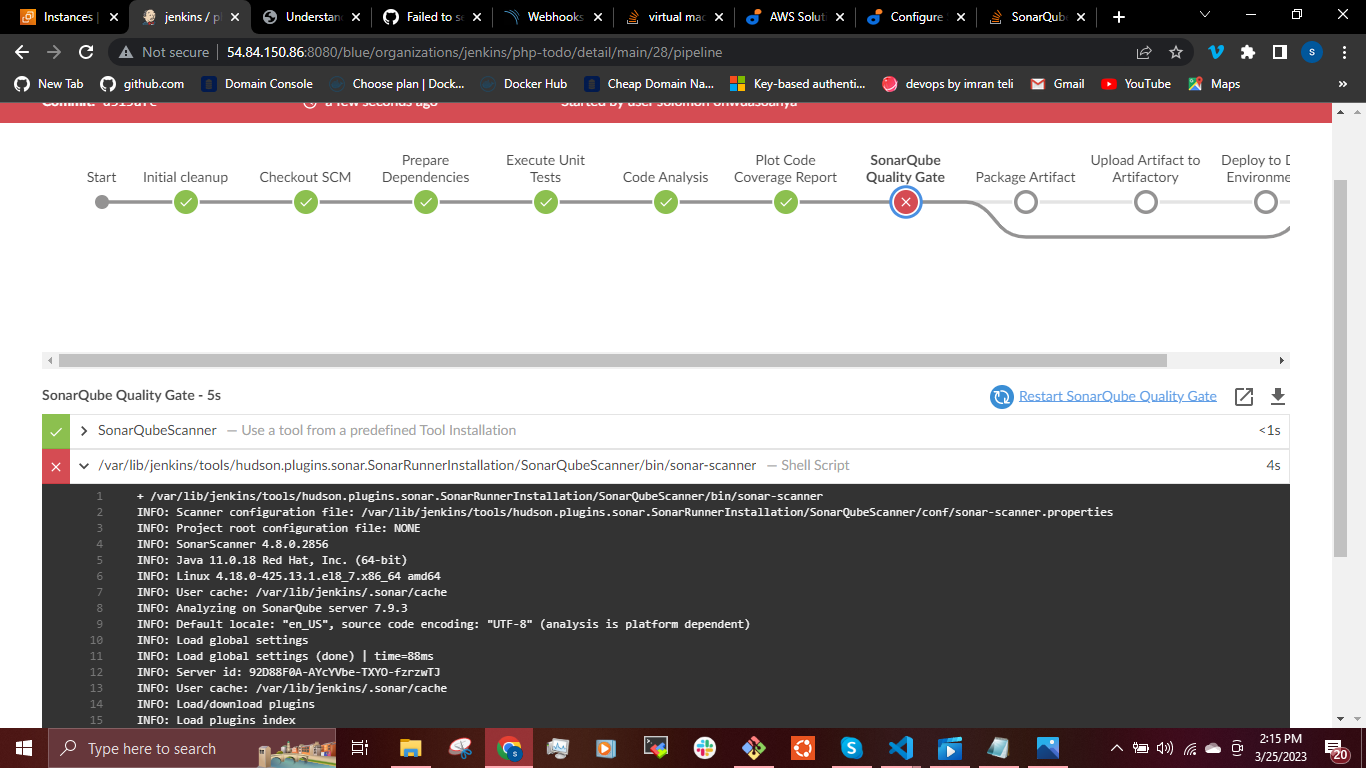 Instances |
jenkins / pi
Understan
Failed to se
Webhooks
virtual mac
AWS Soluti
Configure S
SonarQube
Not secure
54.84.150.86:8080/blue/organizations/jenkins/php-todo/detail/main/28/pipeline
s
New Tab
github.com
Domain Console
Choose plan | Dock...
Docker Hub
Cheap Domain Na...
Key-based authenti...
devops by imran teli
Gmail
YouTube
Maps
»
a few seconds ago
Start
Initial cleanup
Checkout SCM
Prepare
Dependencies
Execute Unit
Tests
Code Analysis
Plot Code
Coverage Report
SonarQube
Quality Gate
Package Artifact
Upload Artifact to
Artifactory
Deploy to D
Environme
SonarQube Quality Gate - 5s
Restart SonarQube Quality Gate
SonarQubeScanner — Use a tool from a predefined Tool Installation
<1s
/var/lib/jenkins/tools/hudson.plugins.sonar.SonarRunnerInstallation/SonarQubeScanner/bin/sonar-scanner — Shell Script
4s
1 + /var/lib/jenkins/tools/hudson.plugins.sonar.SonarRunnerInstallation/SonarQubeScanner/bin/sonar-scanner
2 INFO: Scanner configuration file: /var/lib/jenkins/tools/hudson.plugins.sonar.SonarRunnerInstallation/SonarQubeScanner/conf/sonar-scanner.properties
3 INFO: Project root configuration file: NONE
4 INFO: SonarScanner 4.8.0.2856
5 INFO: Java 11.0.18 Red Hat, Inc. (64-bit)
6 INFO: Linux 4.18.0-425.13.1.el8_7.x86_64 amd64
7 INFO: User cache: /var/lib/jenkins/.sonar/cache
8 INFO: Analyzing on SonarQube server 7.9.3
9 INFO: Default locale: "en_US", source code encoding: "UTF-8" (analysis is platform dependent)
10 INFO: Load global settings
11 INFO: Load global settings (done) | time=88ms
12 INFO: Server id: 92D88F0A-AYcYVbe-TXYO-fzrzwTJ
13 INFO: User cache: /var/lib/jenkins/.sonar/cache
14 INFO: Load/download plugins
15 INFO: Load plugins index
Type here to search
2:15 PM
3/25/2023
20